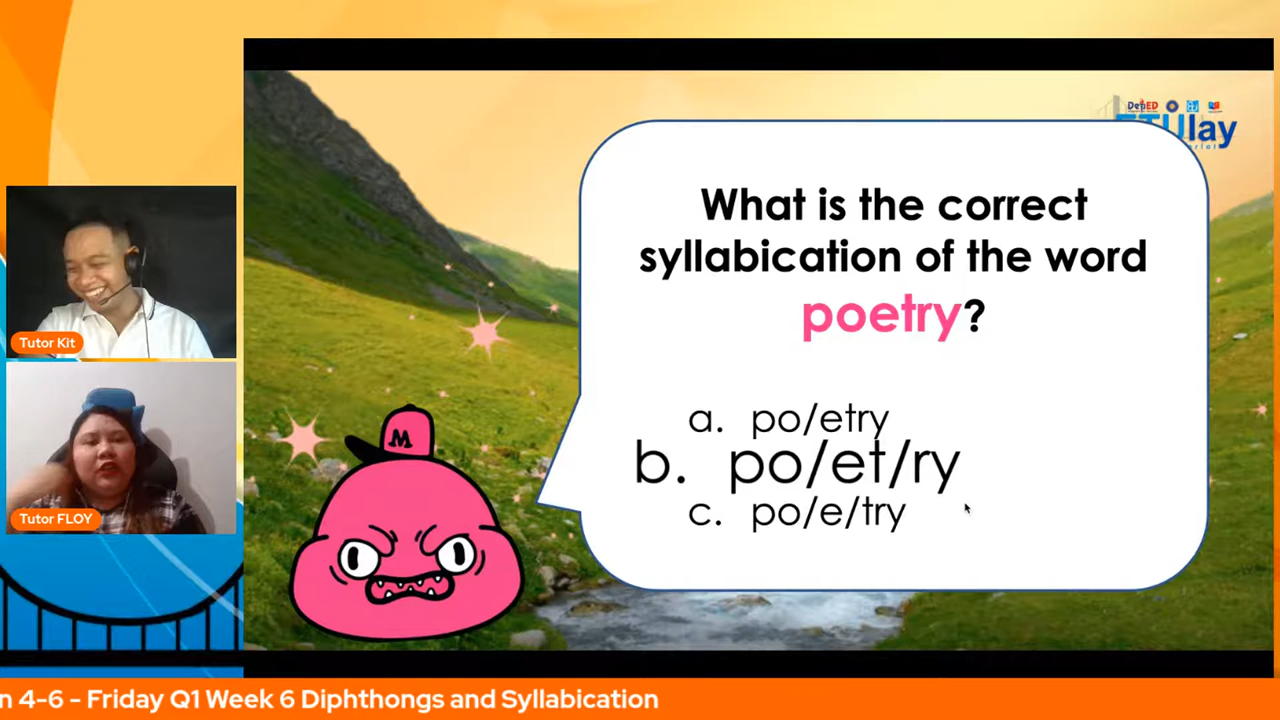 DepED
ETUlay
What is the correct
syllabication of the word
poetry?
a. po/etry
b. po/et/ry
c. po/e/try
M
Tutor Kit
Tutor FLOY
n 4-6 - Friday Q1 Week 6 Diphthongs and Syllabication